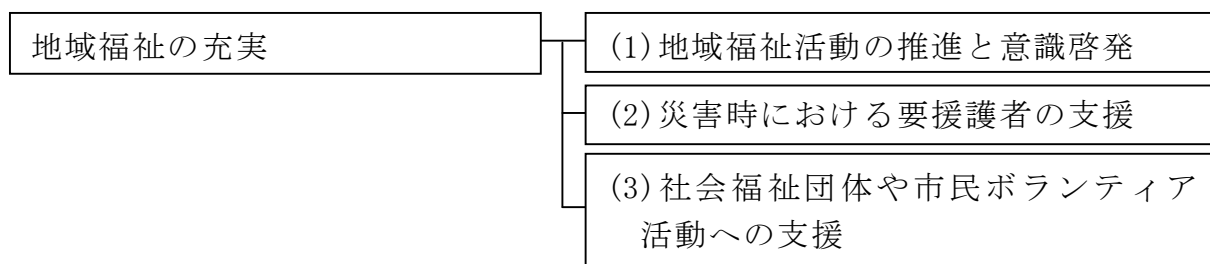 地域福祉の充実
(1)地域福祉活動の推進と意識啓発
(2)災害時における要援護者の支援
(3)社会福祉団体や市民ボランティア
活動への支援